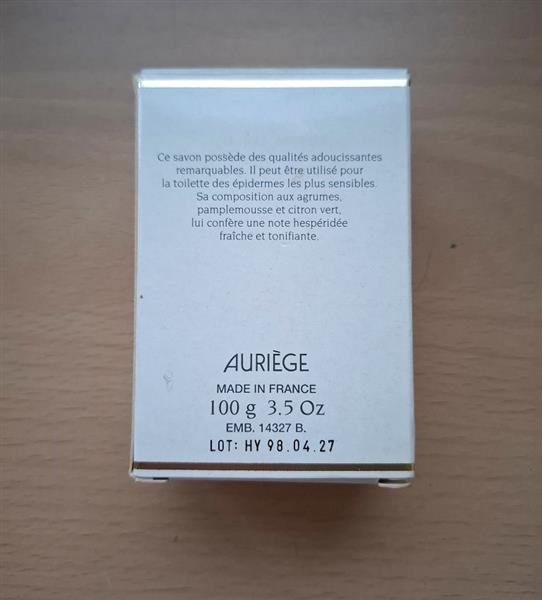 Ce savon possède des qualités adoucissantes
remarquables. Il peut être utilisé pour
la toilette des épidermes les plus sensibles.
Sa composition aux agrumes,
pamplemousse et citron vert,
lui confère une note hespéridée
fraîche et tonifiante.
AURIÈGE
MADE IN FRANCE
100 g 3.5 Oz
EMB. 14327 B.
LOT: HY 98.04.27